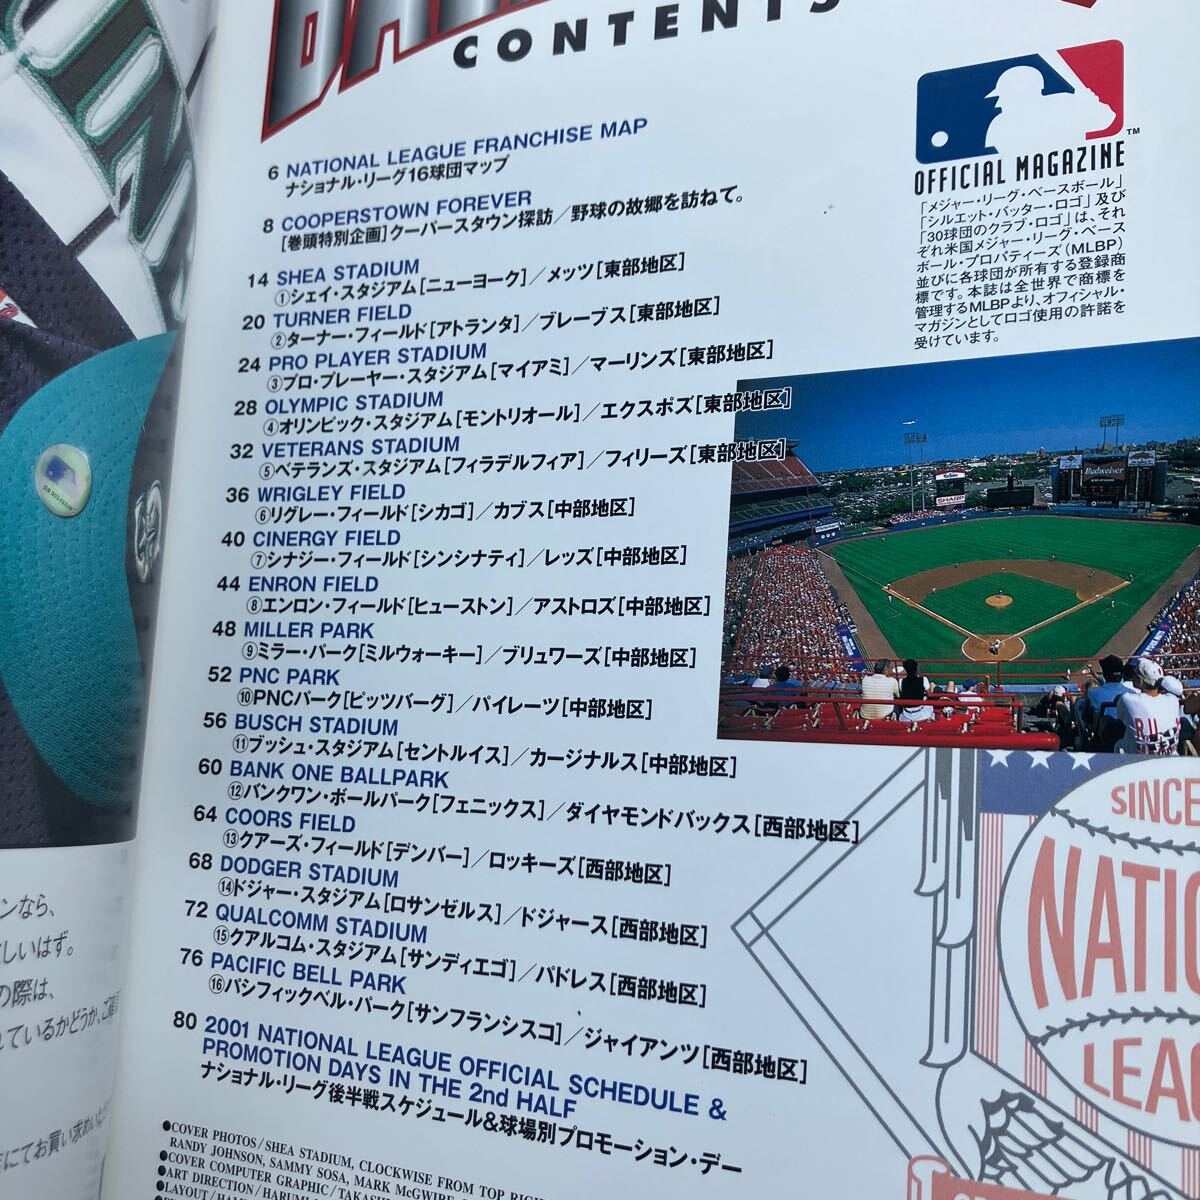 CONTENTS
OFFICIAL MAGAZINE
「メジャー・リーグ・ベースボール」
「シルエット・バッター・ロゴ」及び
「30球団のクラブ・ロゴ」は、それ
ぞれ米国メジャー・リーグ・ベース
ボール・プロパティーズ(MLBP)
並びに各球団が所有する登録商
標です。本誌は全世界で商標を
管理するMLBPより、オフィシャル・
マガジンとしてロゴ使用の許諾を
受けています。
6 NATIONAL LEAGUE FRANCHISE MAP
ナショナル・リーグ16球団マップ
8 COOPERSTOWN FOREVER
[巻頭特別企画]クーパースタウン探訪/野球の故郷を訪ねて。
14 SHEA STADIUM
①シェイ・スタジアム[ニューヨーク]/メッツ[東部地区]
20 TURNER FIELD
②ターナー・フィールド[アトランタ]/ブレーブス[東部地区]
24 PRO PLAYER STADIUM
③プロ・プレーヤー・スタジアム[マイアミ]/マーリンズ[東部地区]
28 OLYMPIC STADIUM
④オリンピック・スタジアム[モントリオール]/エクスポズ[東部地区]
32 VETERANS STADIUM
⑤ベテランズ・スタジアム[フィラデルフィア]/フィリーズ[東部地区]
36 WRIGLEY FIELD
⑥リグレー・フィールド[シカゴ]/カブス[中部地区]
40 CINERGY FIELD
⑦シナジー・フィールド[シンシナティ]/レッズ[中部地区]
44 ENRON FIELD
⑧エンロン・フィールド[ヒューストン]/アストロズ[中部地区]
48 MILLER PARK
⑨ミラー・パーク[ミルウォーキー]/ブリュワーズ[中部地区]
52 PNC PARK
⑩PNCパーク[ピッツバーグ]/パイレーツ[中部地区]
56 BUSCH STADIUM
⑪ブッシュ・スタジアム[セントルイス]/カージナルス[中部地区]
60 BANK ONE BALLPARK
⑫バンクワン・ボールパーク[フェニックス]/ダイヤモンドバックス[西部地区]
64 COORS FIELD
⑬クアーズ・フィールド[デンバー]/ロッキーズ[西部地区]
68 DODGER STADIUM
⑭ドジャー・スタジアム[ロサンゼルス]/ドジャース[西部地区]
72 QUALCOMM STADIUM
⑮クアルコム・スタジアム[サンディエゴ]/パドレス[西部地区]
76 PACIFIC BELL PARK
⑯パシフィックベル・パーク[サンフランシスコ]/ジャイアンツ[西部地区]
80 2001 NATIONAL LEAGUE OFFICIAL SCHEDULE &
PROMOTION DAYS IN THE 2nd HALF
ナショナル・リーグ後半戦スケジュール&球場別プロモーション・デー
●COVER PHOTOS/SHEA STADIUM, CLOCKWISE FROM TOP
RANDY JOHNSON, SAMMY SOSA, MARK
●COVER COMPUTER GRAPHIC/
●ART DIRECTION/
Budweiser
SHARP
SINCE
NATIO
LEA
ンなら、
しいはず。
の際は、
れているかどうか、
にてお買い求め